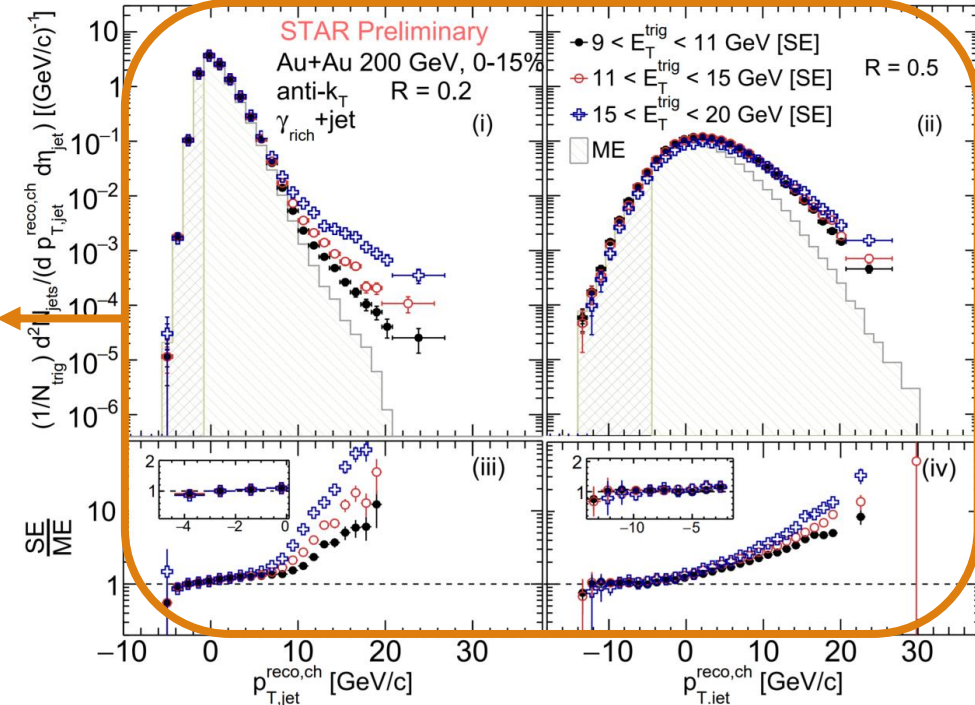 STAR Preliminary
Au+Au 200 GeV, 0-15%
anti-k_T R = 0.2
γ_rich+jet
(i)
9 < E_T^trig < 11 GeV [SE]
11 < E_T^trig < 15 GeV [SE]
15 < E_T^trig < 20 GeV [SE]
ME
R = 0.5
(ii)
(1/N_trig) d²N_jets/(d p_T,jet^reco,ch dη_jet) [(GeV/c)⁻¹]
10
1
10⁻¹
10⁻²
10⁻³
10⁻⁴
10⁻⁵
10⁻⁶
(iii)
2
1
−4 −2 0
(iv)
2
1
−10 −5
SE/ME
10
1
−10 0 10 20 30
−10 0 10 20 30
p_T,jet^reco,ch [GeV/c]
p_T,jet^reco,ch [GeV/c]